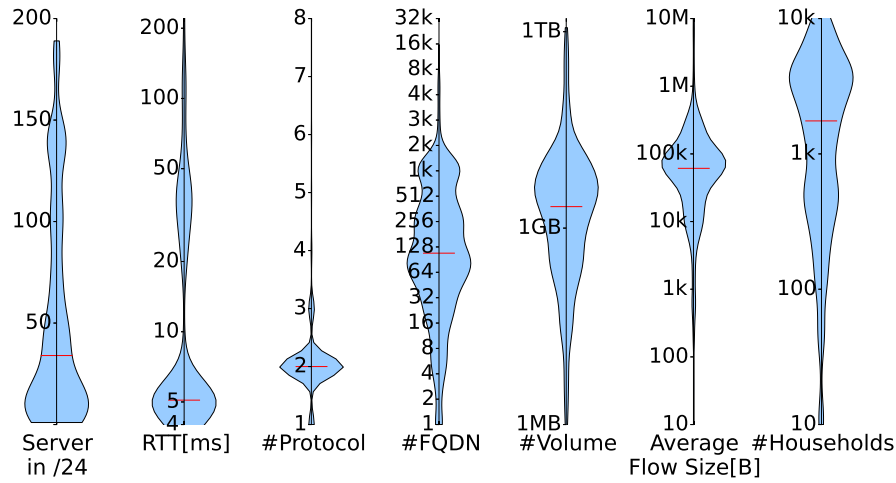 200
150
100
50
Server
in /24
200
100
50
20
10
5
4
RTT[ms]
8
7
6
5
4
3
2
1
#Protocol
32k
16k
8k
4k
3k
2k
1k
512
256
128
64
32
16
8
4
2
1
#FQDN
1TB
1GB
1MB
#Volume
10M
1M
100k
10k
1k
100
10
Average
Flow Size[B]
10k
1k
100
10
#Households